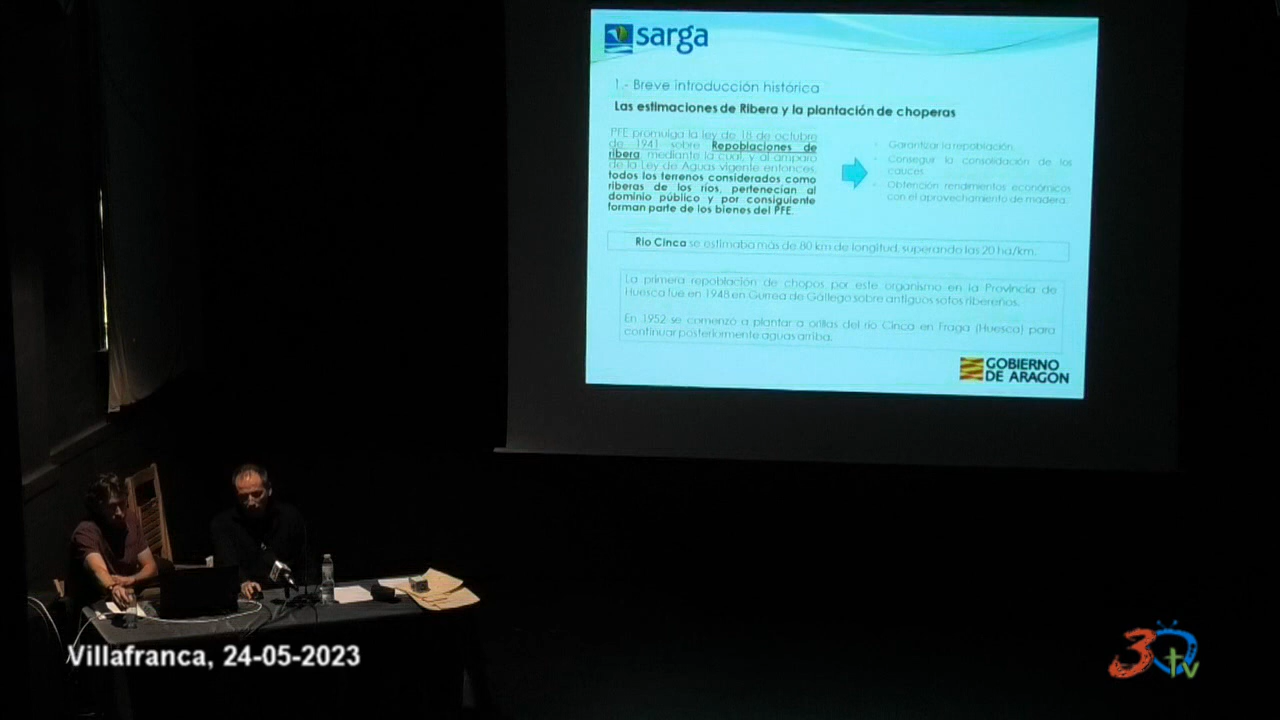 sarga
1.- Breve introducción histórica
Las estimaciones de Ribera y la plantación de choperas
PFE promulga la ley de 18 de octubre
de 1941 sobre Repoblaciones de
ribera, mediante la cual, y al amparo
de la Ley de Aguas vigente entonces,
todos los terrenos considerados como
riberas de los ríos, pertenecían al
dominio público y por consiguiente
forman parte de los bienes del PFE.
- Garantizar la repoblación.
- Conseguir la consolidación de los
cauces
- Obtención rendimientos económicos
con el aprovechamiento de madera.
Río Cinca se estimaba más de 80 km de longitud, superando las 20 ha/km.
La primera repoblación de chopos por este organismo en la Provincia de
Huesca fue en 1948 en Gurrea de Gállego sobre antiguos sotos ribereños.
En 1952 se comenzó a plantar a orillas del río Cinca en Fraga (Huesca) para
continuar posteriormente aguas arriba.
GOBIERNO
DE ARAGON
Villafranca, 24-05-2023
30 tv